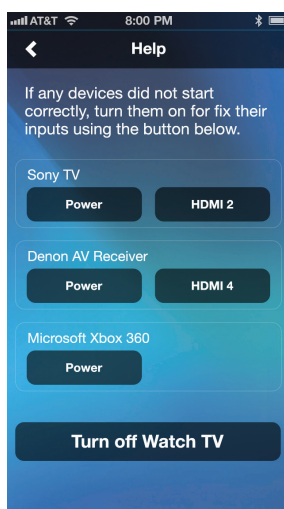 AT&T 8:00 PM
Help
If any devices did not start
correctly, turn them on for fix their
inputs using the button below.
Sony TV
Power HDMI 2
Denon AV Receiver
Power HDMI 4
Microsoft Xbox 360
Power
Turn off Watch TV